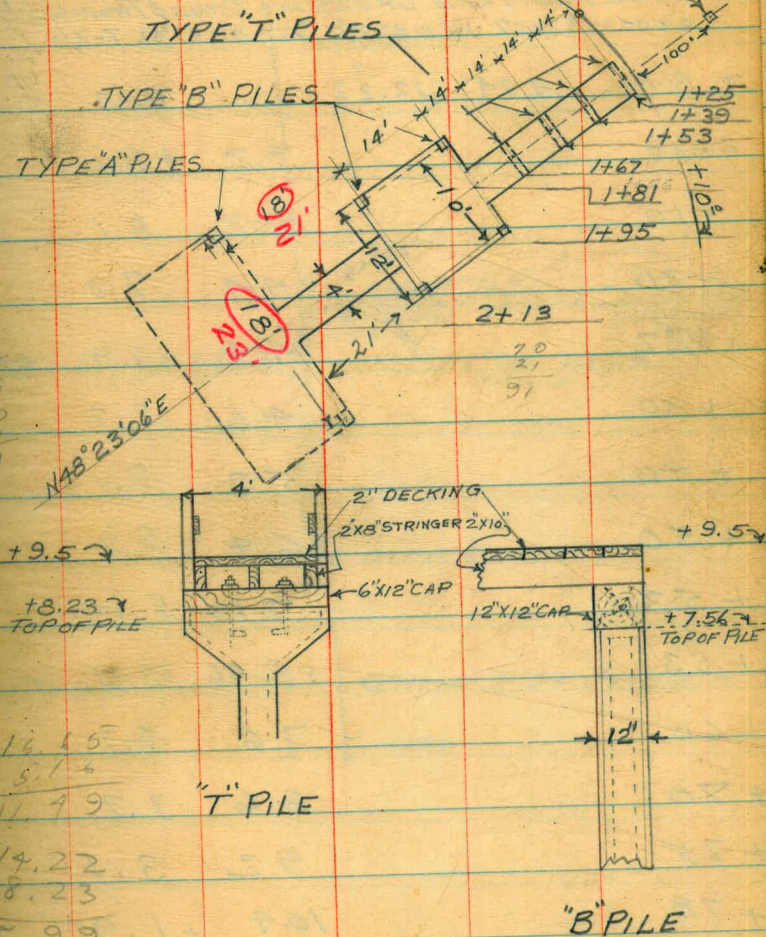 TYPE "T" PILES
14' 14' 14' 14'
100'
TYPE "B" PILES
14'
1+25
1+39
1+53
TYPE "A" PILES
1+67
1+81
1+95
+10°
18'
21'
10'
12'
4'
18'
23'
21'
2+13
70
21
91
N48°23'06"E
4'
2" DECKING
2"X8" STRINGER 2"X10"
+9.5
+9.5
6"X12" CAP
+8.23
TOP OF PILE
12"X12" CAP
+7.56
TOP OF PILE
12"
16.65
5.16
11.49
"T" PILE
14.22
8.23
99
"B" PILE